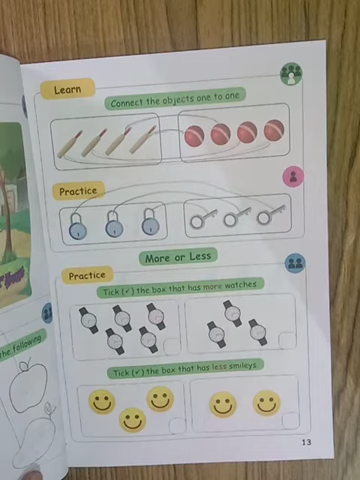 Learn
Connect the objects one to one
Practice
More or Less
Practice
Tick (✓) the box that has more watches
Tick (✓) the box that has less smileys
the following
13